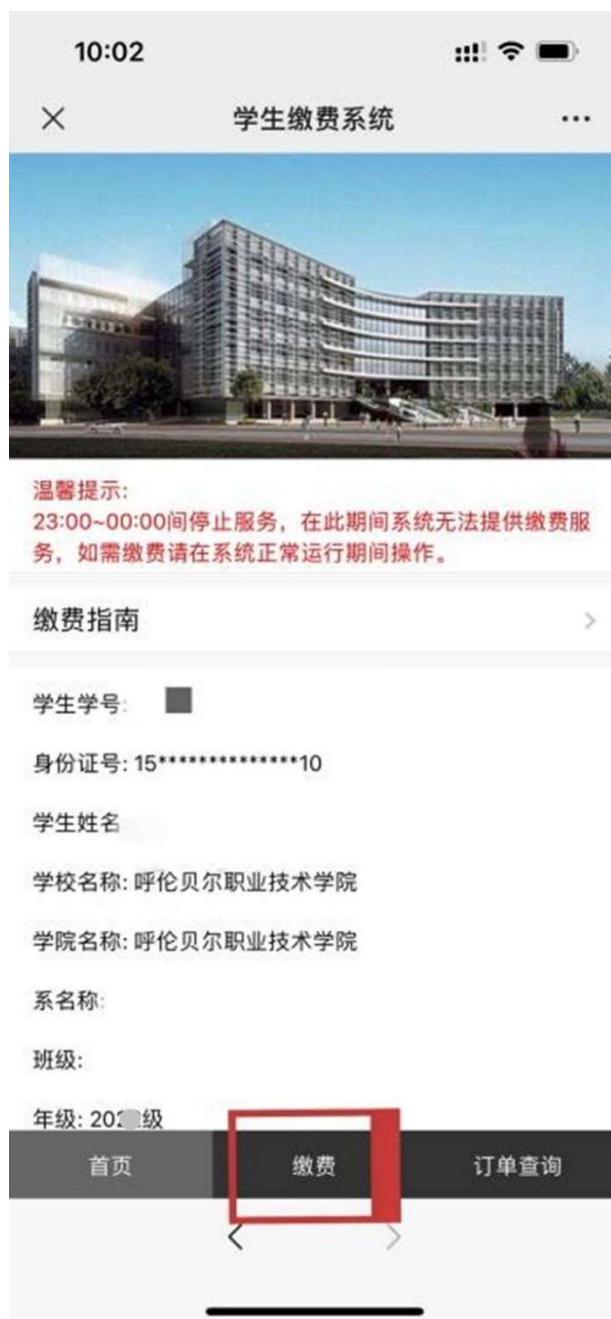 10:02
学生缴费系统
温馨提示:
23:00~00:00间停止服务，在此期间系统无法提供缴费服
务，如需缴费请在系统正常运行期间操作。
缴费指南
学生学号:
身份证号: 15**************10
学生姓名
学校名称: 呼伦贝尔职业技术学院
学院名称: 呼伦贝尔职业技术学院
系名称:
班级:
年级: 202 级
首页 缴费 订单查询